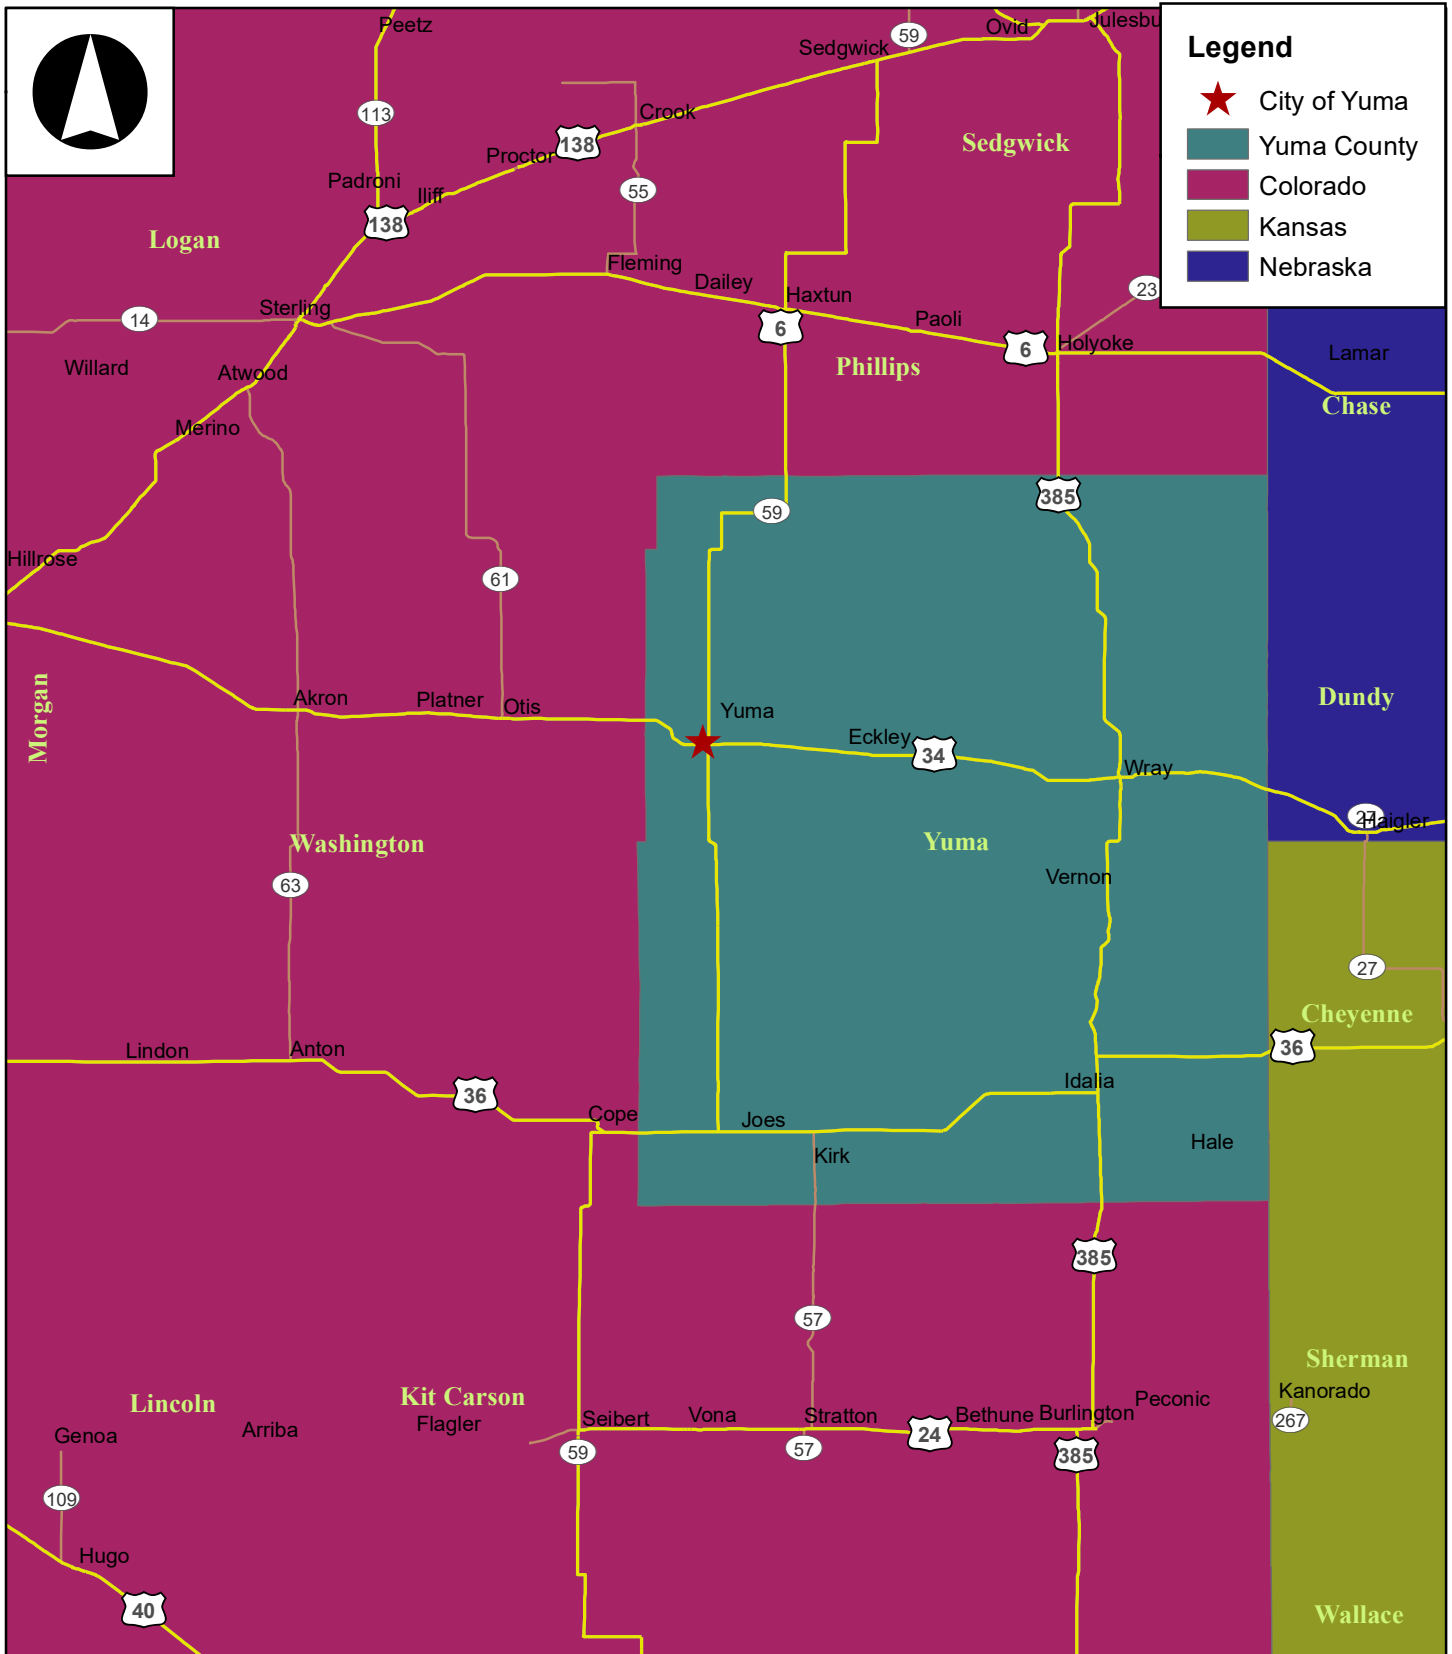 Peetz
59
Ovid
Julesbu
Legend
Sedgwick
City of Yuma
113
Crook
138
Sedgwick
Yuma County
Proctor
Padroni
Iliff
55
Colorado
138
Kansas
Logan
Fleming
Nebraska
Dailey
23
Haxtun
Sterling
14
Paoli
6
6
Holyoke
Lamar
Willard
Phillips
Atwood
Chase
Merino
385
59
Hillrose
61
Morgan
Akron
Platner
Otis
Yuma
Dundy
Eckley
34
Wray
27
Haigler
Washington
Yuma
63
Vernon
27
Cheyenne
Lindon
Anton
36
Idalia
36
Cope
Joes
Kirk
Hale
385
57
Sherman
Lincoln
Kit Carson
Kanorado
Peconic
Genoa
Arriba
Flagler
Seibert
Vona
Stratton
Bethune
Burlington
267
24
59
57
385
109
Hugo
40
Wallace